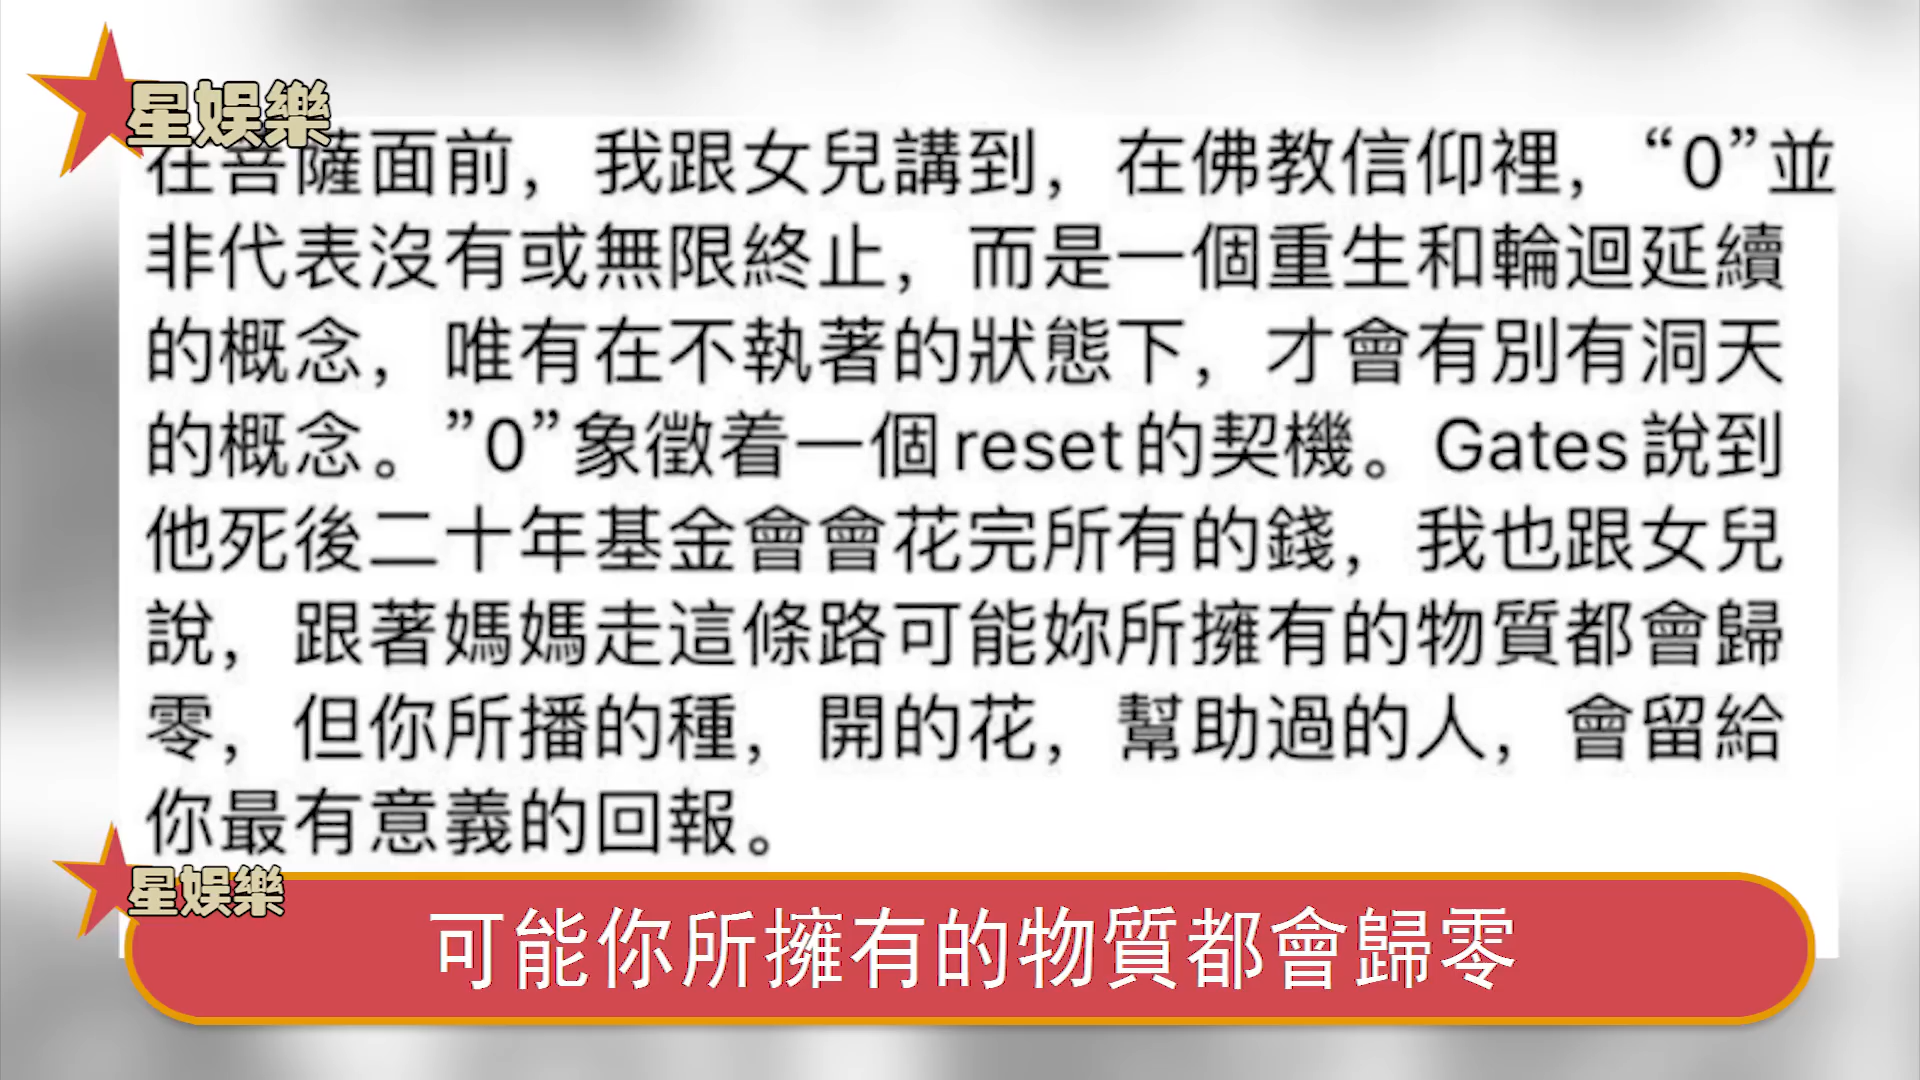 星娛樂
在菩薩面前，我跟女兒講到，在佛教信仰裡，“0”並
非代表沒有或無限終止，而是一個重生和輪迴延續
的概念，唯有在不執著的狀態下，才會有別有洞天
的概念。”0”象徵着一個reset的契機。Gates說到
他死後二十年基金會會花完所有的錢，我也跟女兒
說，跟著媽媽走這條路可能妳所擁有的物質都會歸
零，但你所播的種，開的花，幫助過的人，會留給
你最有意義的回報。
星娛樂
可能你所擁有的物質都會歸零